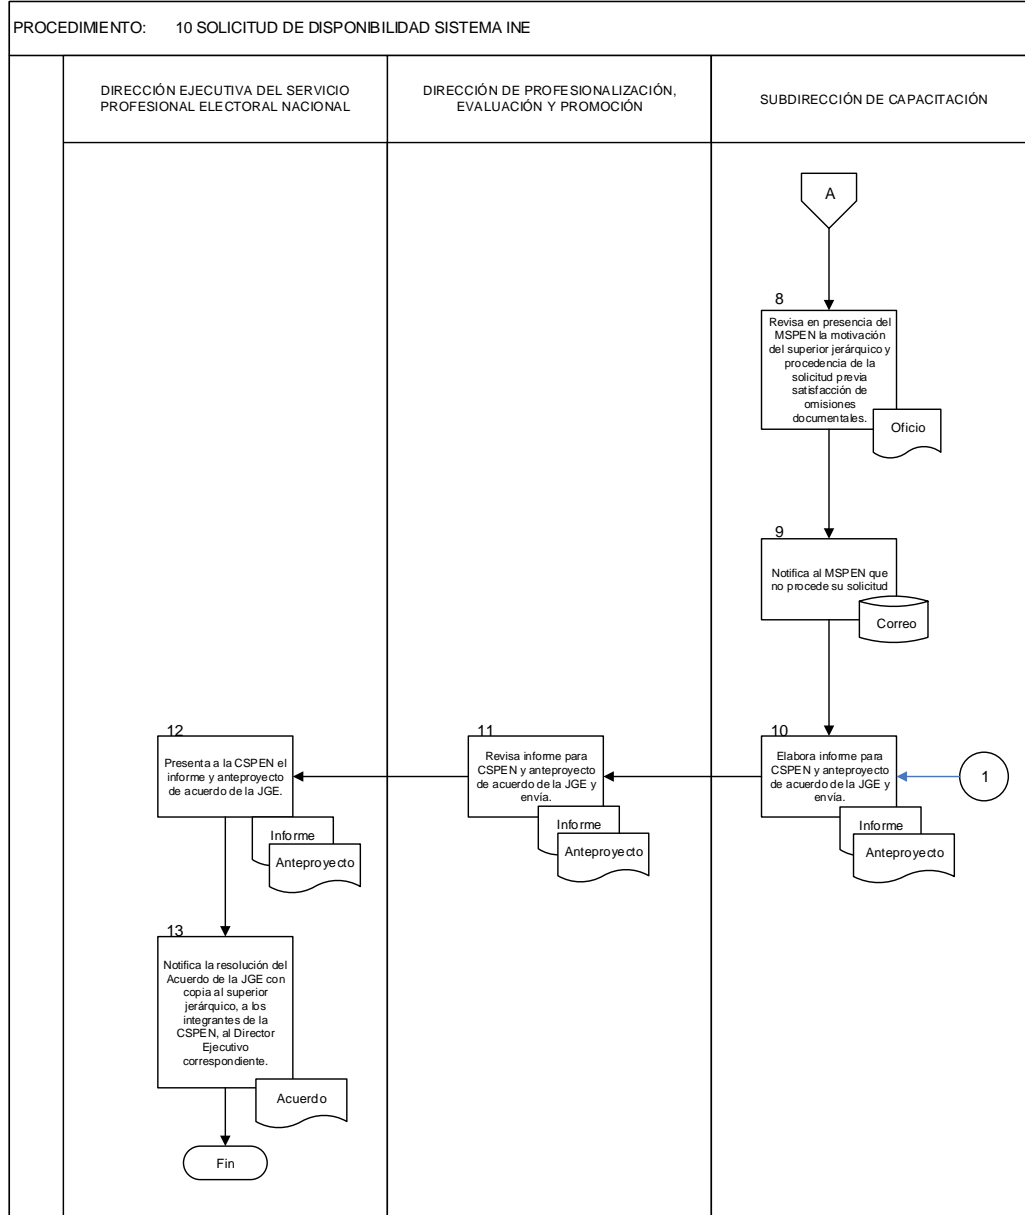 PROCEDIMIENTO: 10 SOLICITUD DE DISPONIBILIDAD SISTEMA INE
DIRECCIÓN EJECUTIVA DEL SERVICIO
PROFESIONAL ELECTORAL NACIONAL
DIRECCIÓN DE PROFESIONALIZACIÓN,
EVALUACIÓN Y PROMOCIÓN
SUBDIRECCIÓN DE CAPACITACIÓN
A
8
Revisa en presencia del
MSPEN la motivación
del superior jerárquico y
procedencia de la
solicitud previa
satisfacción de
omisiones
documentales.
Oficio
9
Notifica al MSPEN que
no procede su solicitud
Correo
10
Elabora informe para
CSPEN y anteproyecto
de acuerdo de la JGE y
envía.
Informe
Anteproyecto
1
11
Revisa informe para
CSPEN y anteproyecto
de acuerdo de la JGE y
envía.
Informe
Anteproyecto
12
Presenta a la CSPEN el
informe y anteproyecto
de acuerdo de la JGE.
Informe
Anteproyecto
13
Notifica la resolución del
Acuerdo de la JGE con
copia al superior
jerárquico, a los
integrantes de la
CSPEN, al Director
Ejecutivo
correspondiente.
Acuerdo
Fin